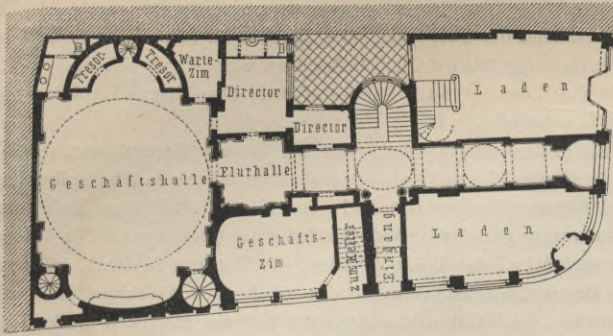 Tresor
Tresor
Warte-
Zim
Director
Director
Laden
Geschäftshalle
Flurhalle
Geschäfts-
Zim
zum Keller
Eingang
Laden